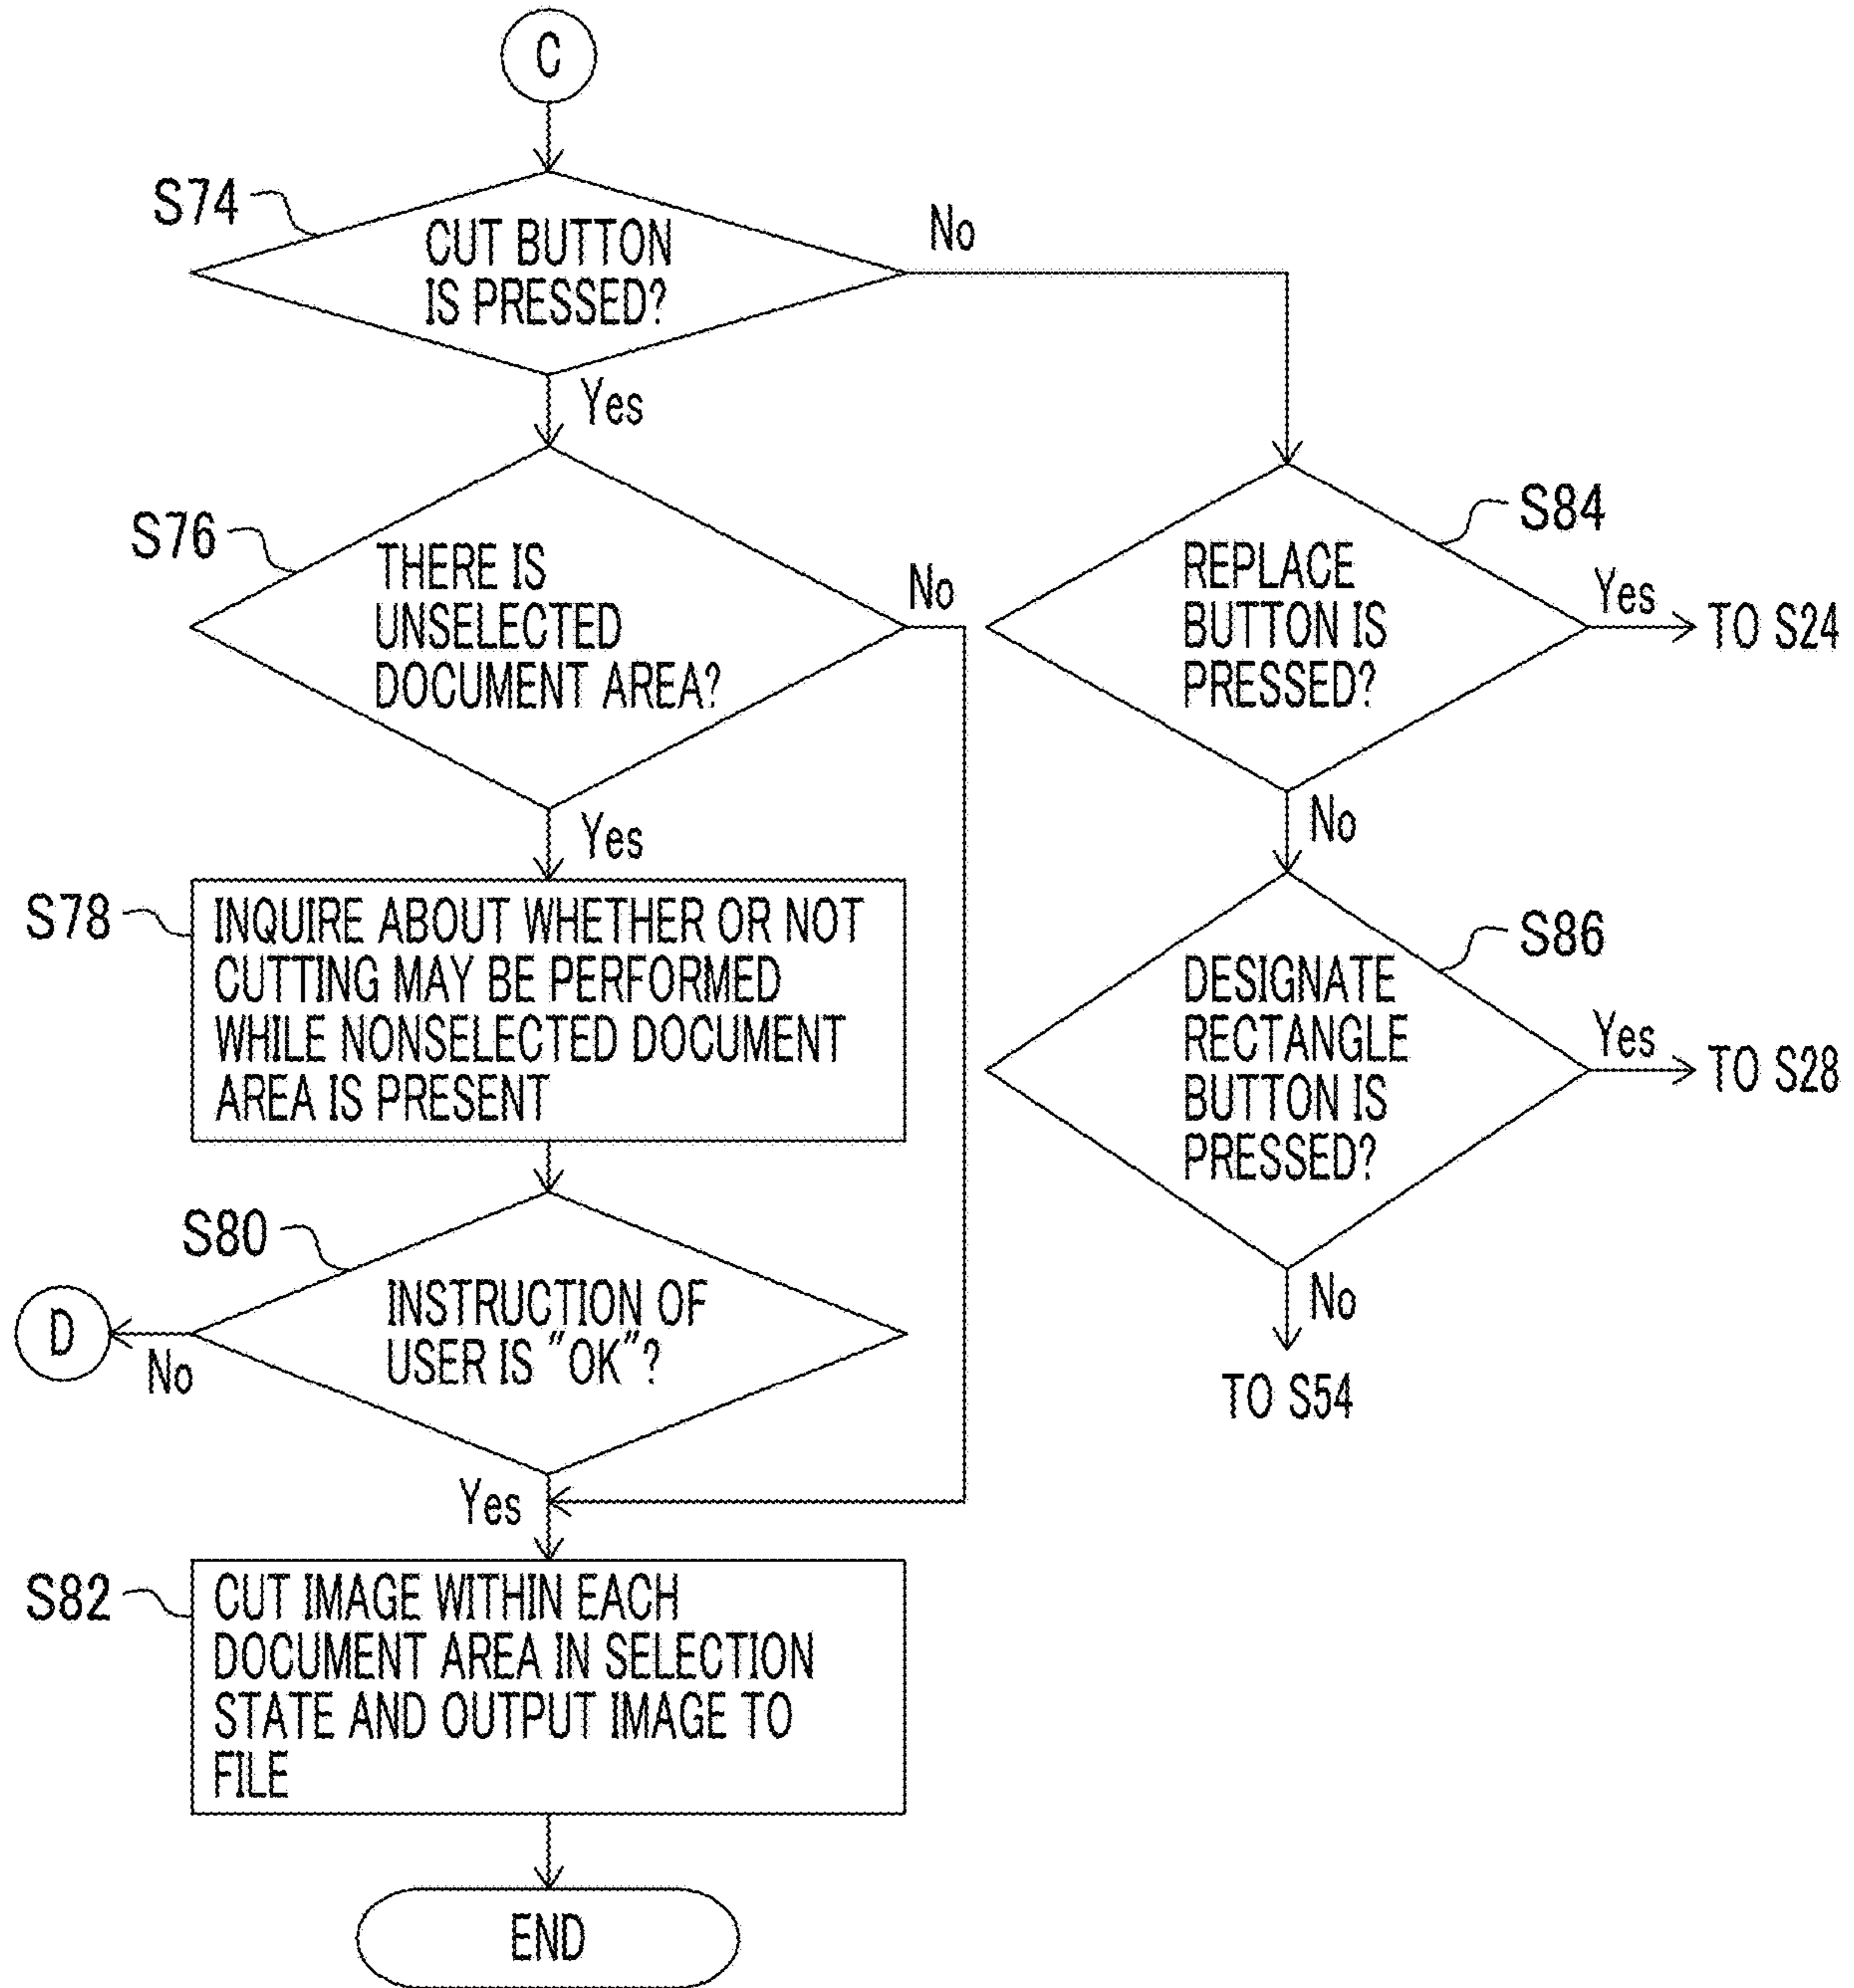 C
S74
CUT BUTTON
IS PRESSED?
No
Yes
S76
THERE IS
UNSELECTED
DOCUMENT AREA?
No
Yes
S78
INQUIRE ABOUT WHETHER OR NOT
CUTTING MAY BE PERFORMED
WHILE NONSELECTED DOCUMENT
AREA IS PRESENT
S80
INSTRUCTION OF
USER IS "OK"?
D
No
Yes
S82
CUT IMAGE WITHIN EACH
DOCUMENT AREA IN SELECTION
STATE AND OUTPUT IMAGE TO
FILE
END
S84
REPLACE
BUTTON IS
PRESSED?
Yes
TO S24
No
S86
DESIGNATE
RECTANGLE
BUTTON IS
PRESSED?
Yes
TO S28
No
TO S54